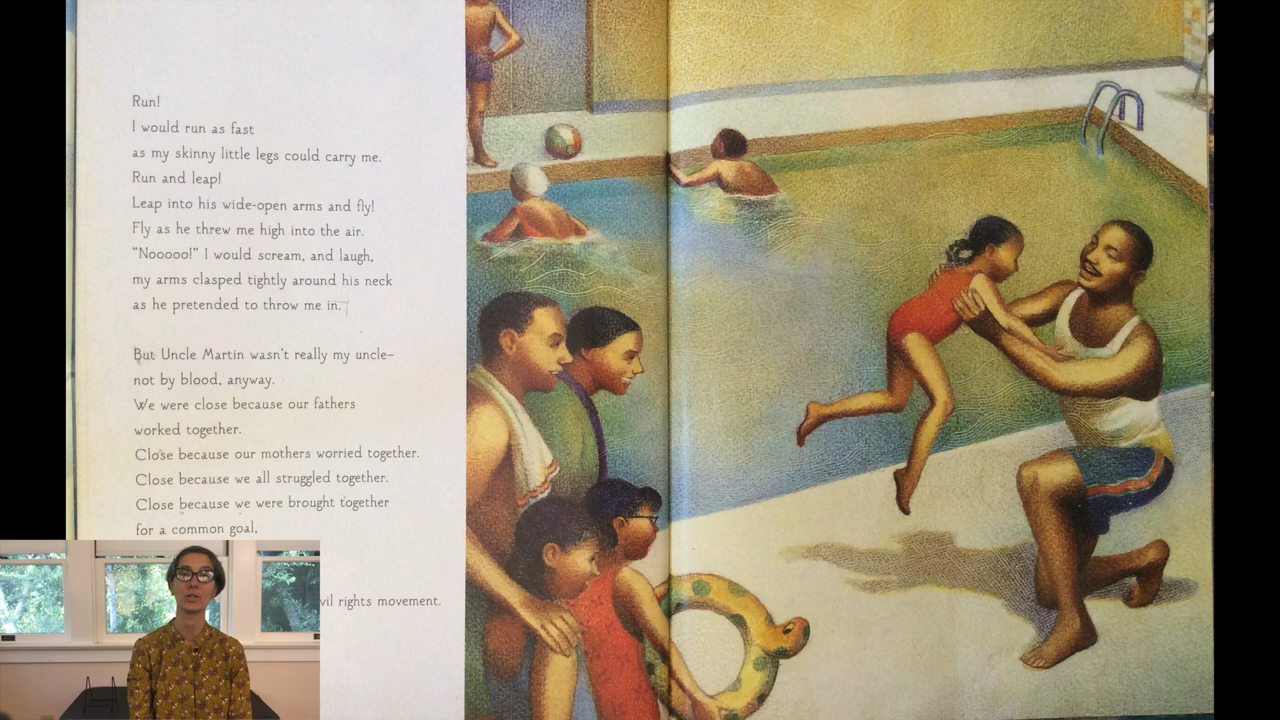 Run!
I would run as fast
as my skinny little legs could carry me.
Run and leap!
Leap into his wide-open arms and fly!
Fly as he threw me high into the air.
“Nooooo!” I would scream, and laugh,
my arms clasped tightly around his neck
as he pretended to throw me in.
But Uncle Martin wasn’t really my uncle–
not by blood, anyway.
We were close because our fathers
worked together.
Close because our mothers worried together.
Close because we all struggled together.
Close because we were brought together
for a common goal,
rights movement.